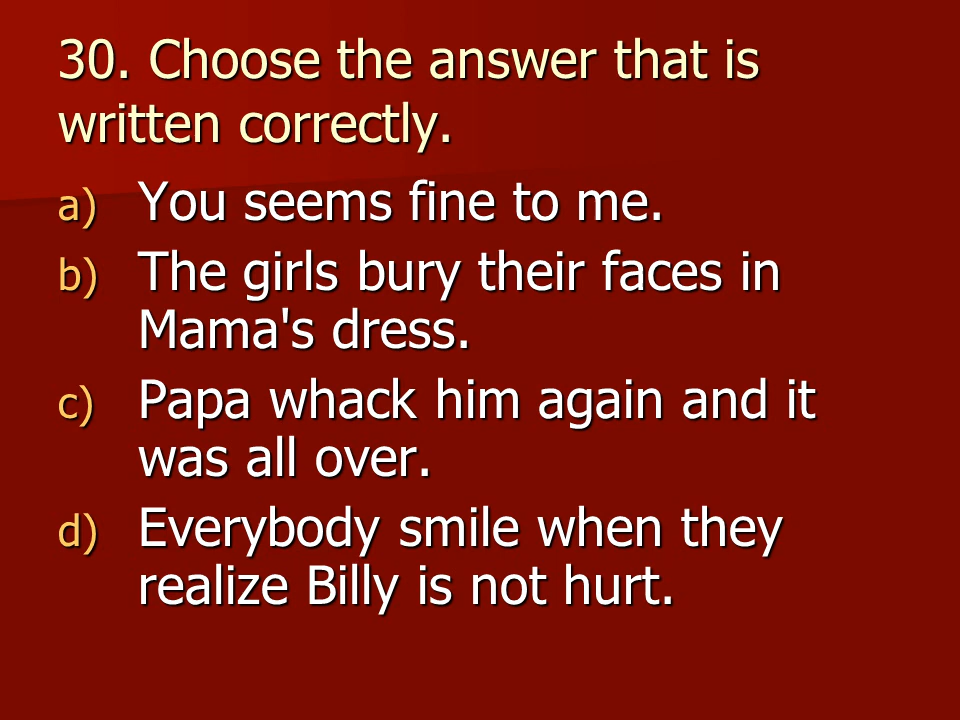 30. Choose the answer that is
written correctly.
a) You seems fine to me.
b) The girls bury their faces in
Mama's dress.
c) Papa whack him again and it
was all over.
d) Everybody smile when they
realize Billy is not hurt.